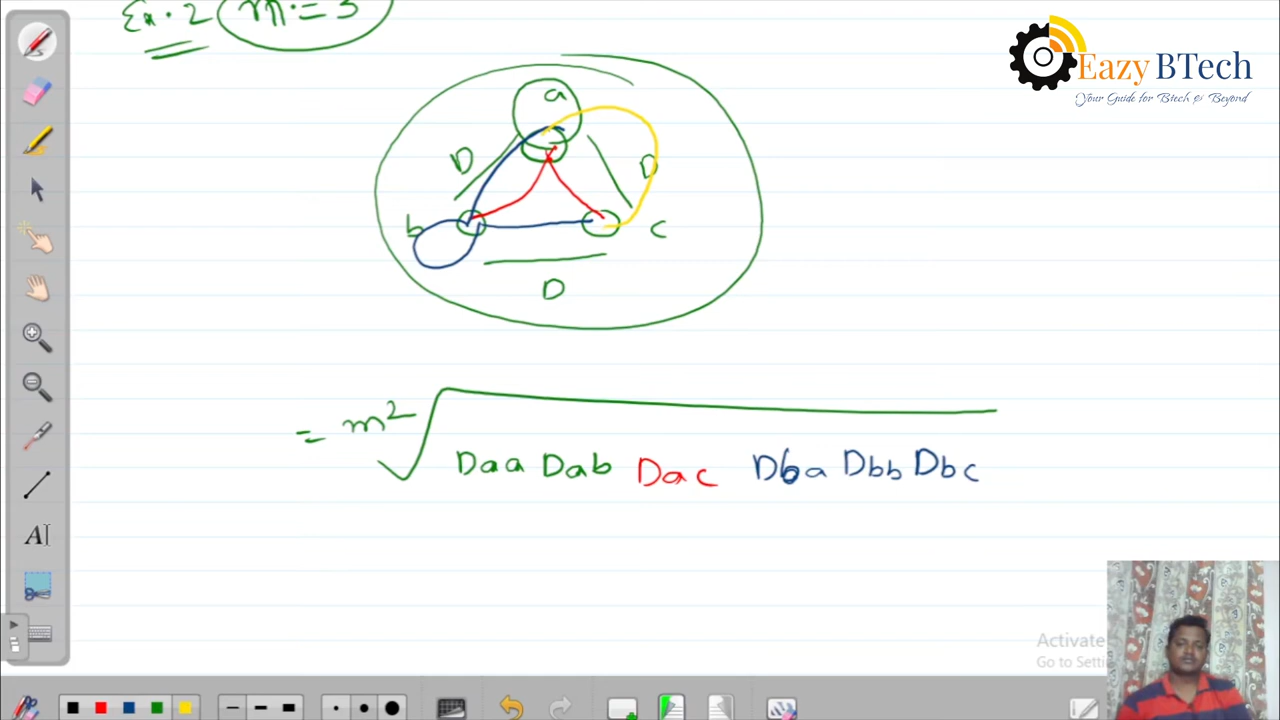 Ex. 2 m = 3
Eazy BTech
Your Guide for Btech & Beyond
a
D D
b c
D
= m² √ Daa Dab Dac Dba Dbb Dbc
A
Activate
Go to Setti